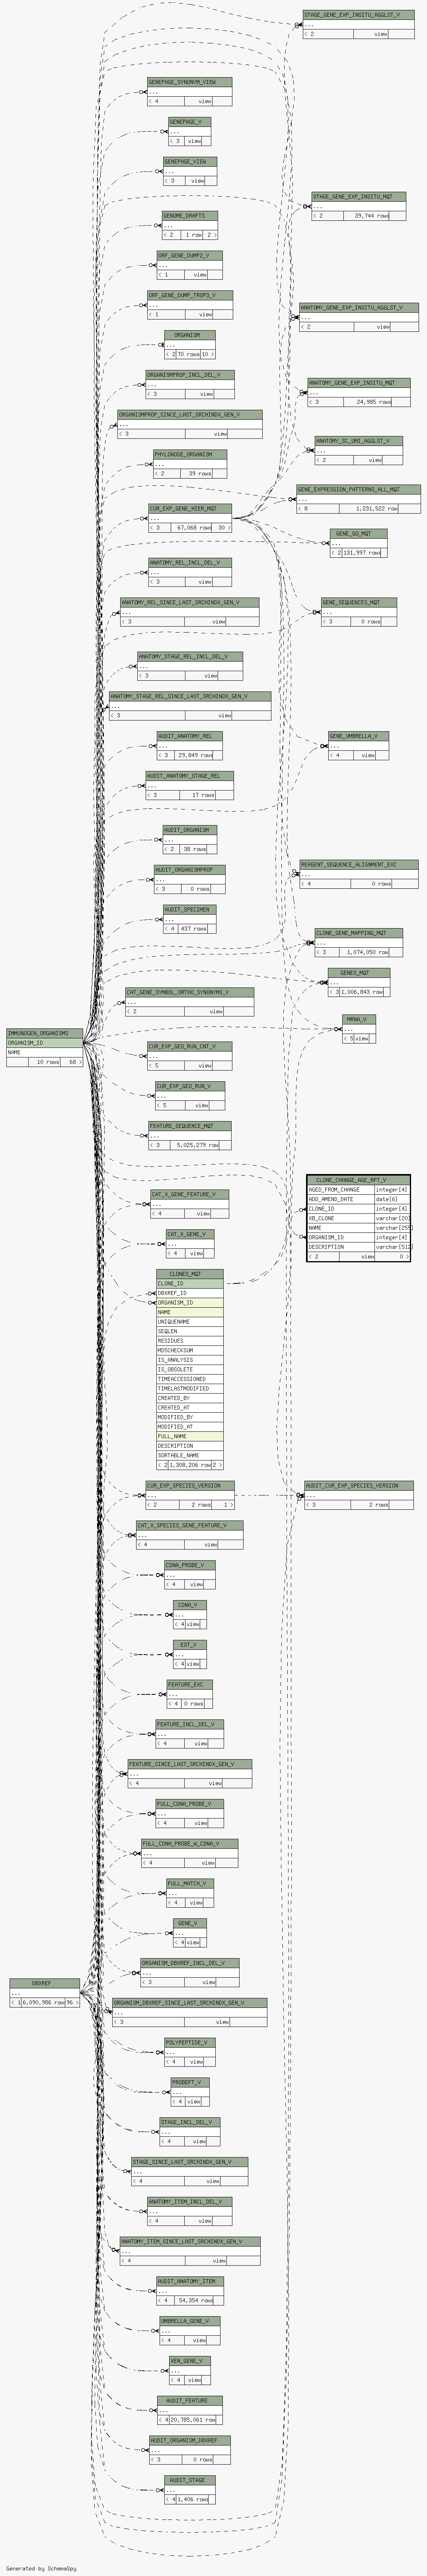 STAGE_GENE_EXP_INSITU_AGGLST_V
...
< 2 view
GENEPAGE_SYNONYM_VIEW
...
< 4 view
GENEPAGE_V
...
< 3 view
GENEPAGE_VIEW
...
< 3 view
STAGE_GENE_EXP_INSITU_MQT
...
< 2 39,744 rows
GENOME_DRAFTS
...
< 2 1 row 2 >
ORF_GENE_DUMP2_V
...
< 1 view
ORF_GENE_DUMP_TROP3_V
...
< 1 view
ANATOMY_GENE_EXP_INSITU_AGGLST_V
...
< 2 view
ORGANISM
...
< 2 70 rows 10 >
ORGANISMPROP_INCL_DEL_V
...
< 3 view
ANATOMY_GENE_EXP_INSITU_MQT
...
< 3 24,985 rows
ORGANISMPROP_SINCE_LAST_SRCHINDX_GEN_V
...
< 3 view
ANATOMY_SC_UMI_AGGLST_V
...
< 2 view
PHYLONODE_ORGANISM
...
< 2 39 rows
GENE_EXPRESSION_PATTERNS_ALL_MQT
...
< 8 1,231,522 row
CUR_EXP_GENE_HIER_MQT
...
< 3 67,068 rows 30 >
GENE_GO_MQT
...
< 2 131,997 rows
ANATOMY_REL_INCL_DEL_V
...
< 3 view
ANATOMY_REL_SINCE_LAST_SRCHINDX_GEN_V
...
< 3 view
GENE_SEQUENCES_MQT
...
< 3 0 rows
ANATOMY_STAGE_REL_INCL_DEL_V
...
< 3 view
ANATOMY_STAGE_REL_SINCE_LAST_SRCHINDX_GEN_V
...
< 3 view
AUDIT_ANATOMY_REL
...
< 3 29,849 rows
GENE_UMBRELLA_V
...
< 4 view
AUDIT_ANATOMY_STAGE_REL
...
< 3 17 rows
AUDIT_ORGANISM
...
< 2 38 rows
AUDIT_ORGANISMPROP
...
< 3 0 rows
REAGENT_SEQUENCE_ALIGNMENT_EXC
...
< 4 0 rows
AUDIT_SPECIMEN
...
< 4 437 rows
CLONE_GENE_MAPPING_MQT
...
< 3 1,074,050 row
GENES_MQT
...
< 3 1,006,843 row
CAT_GENE_SYMBOL_ORTHO_SYNONYMS_V
...
< 2 view
MRNA_V
...
< 5 view
IMMUNOGEN_ORGANISMS
ORGANISM_ID
NAME
10 rows 68 >
CUR_EXP_GEO_RUN_CNT_V
...
< 5 view
CUR_EXP_GEO_RUN_V
...
< 5 view
FEATURE_SEQUENCE_MQT
...
< 3 5,025,279 row
CLONE_CHANGE_AGE_RPT_V
AGED_FROM_CHANGE integer[4]
ADD_AMEND_DATE date[6]
CLONE_ID integer[4]
XB_CLONE varchar[20]
NAME varchar[255]
ORGANISM_ID integer[4]
DESCRIPTION varchar[512]
< 2 view 0 >
CAT_X_GENE_FEATURE_V
...
< 4 view
CAT_X_GENE_V
...
< 4 view
CLONES_MQT
CLONE_ID
DBXREF_ID
ORGANISM_ID
NAME
UNIQUENAME
SEQLEN
RESIDUES
MD5CHECKSUM
IS_ANALYSIS
IS_OBSOLETE
TIMEACCESSIONED
TIMELASTMODIFIED
CREATED_BY
CREATED_AT
MODIFIED_BY
MODIFIED_AT
FULL_NAME
DESCRIPTION
SORTABLE_NAME
< 2 1,308,206 row 2 >
CUR_EXP_SPECIES_VERSION
...
< 2 2 rows 1 >
AUDIT_CUR_EXP_SPECIES_VERSION
...
< 3 2 rows
CAT_X_SPECIES_GENE_FEATURE_V
...
< 4 view
CDNA_PROBE_V
...
< 4 view
CDNA_V
...
< 4 view
EST_V
...
< 4 view
FEATURE_EXC
...
< 4 0 rows
FEATURE_INCL_DEL_V
...
< 4 view
FEATURE_SINCE_LAST_SRCHINDX_GEN_V
...
< 4 view
FULL_CDNA_PROBE_V
...
< 4 view
FULL_CDNA_PROBE_W_CDNA_V
...
< 4 view
FULL_MATCH_V
...
< 4 view
GENE_V
...
< 4 view
ORGANISM_DBXREF_INCL_DEL_V
...
< 3 view
DBXREF
...
< 1 6,090,986 row 96 >
ORGANISM_DBXREF_SINCE_LAST_SRCHINDX_GEN_V
...
< 3 view
POLYPEPTIDE_V
...
< 4 view
PROBEFT_V
...
< 4 view
STAGE_INCL_DEL_V
...
< 4 view
STAGE_SINCE_LAST_SRCHINDX_GEN_V
...
< 4 view
ANATOMY_ITEM_INCL_DEL_V
...
< 4 view
ANATOMY_ITEM_SINCE_LAST_SRCHINDX_GEN_V
...
< 4 view
AUDIT_ANATOMY_ITEM
...
< 4 54,354 rows
UMBRELLA_GENE_V
...
< 4 view
XEN_GENE_V
...
< 4 view
AUDIT_FEATURE
...
< 4 20,785,061 row
AUDIT_ORGANISM_DBXREF
...
< 3 0 rows
AUDIT_STAGE
...
< 4 1,406 rows
Generated by SchemaSpy